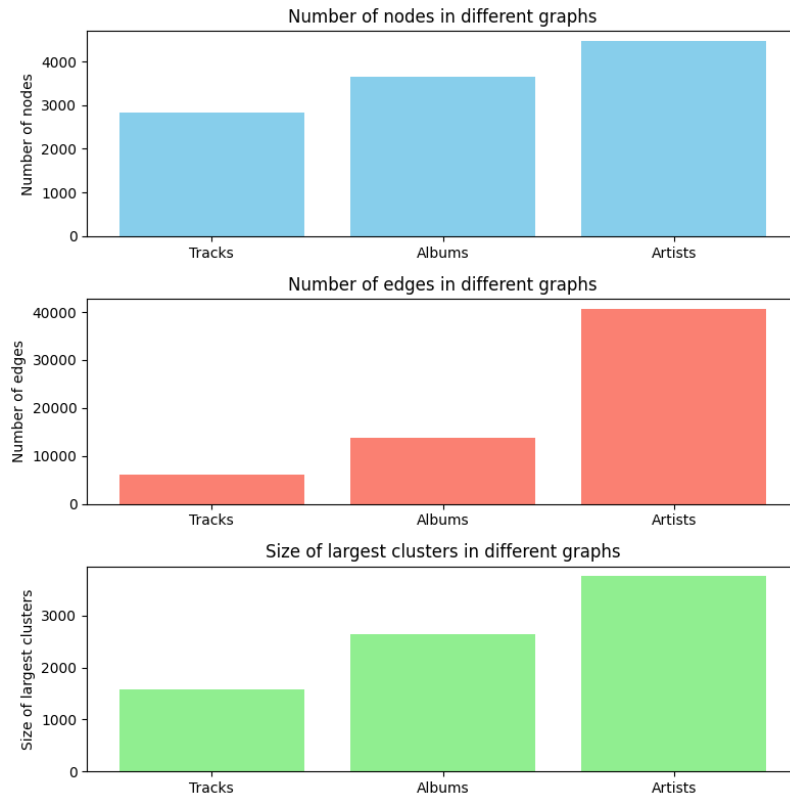 Number of nodes in different graphs
Number of nodes
4000
3000
2000
1000
0
Tracks Albums Artists
Number of edges in different graphs
Number of edges
40000
30000
20000
10000
0
Tracks Albums Artists
Size of largest clusters in different graphs
Size of largest clusters
3000
2000
1000
0
Tracks Albums Artists